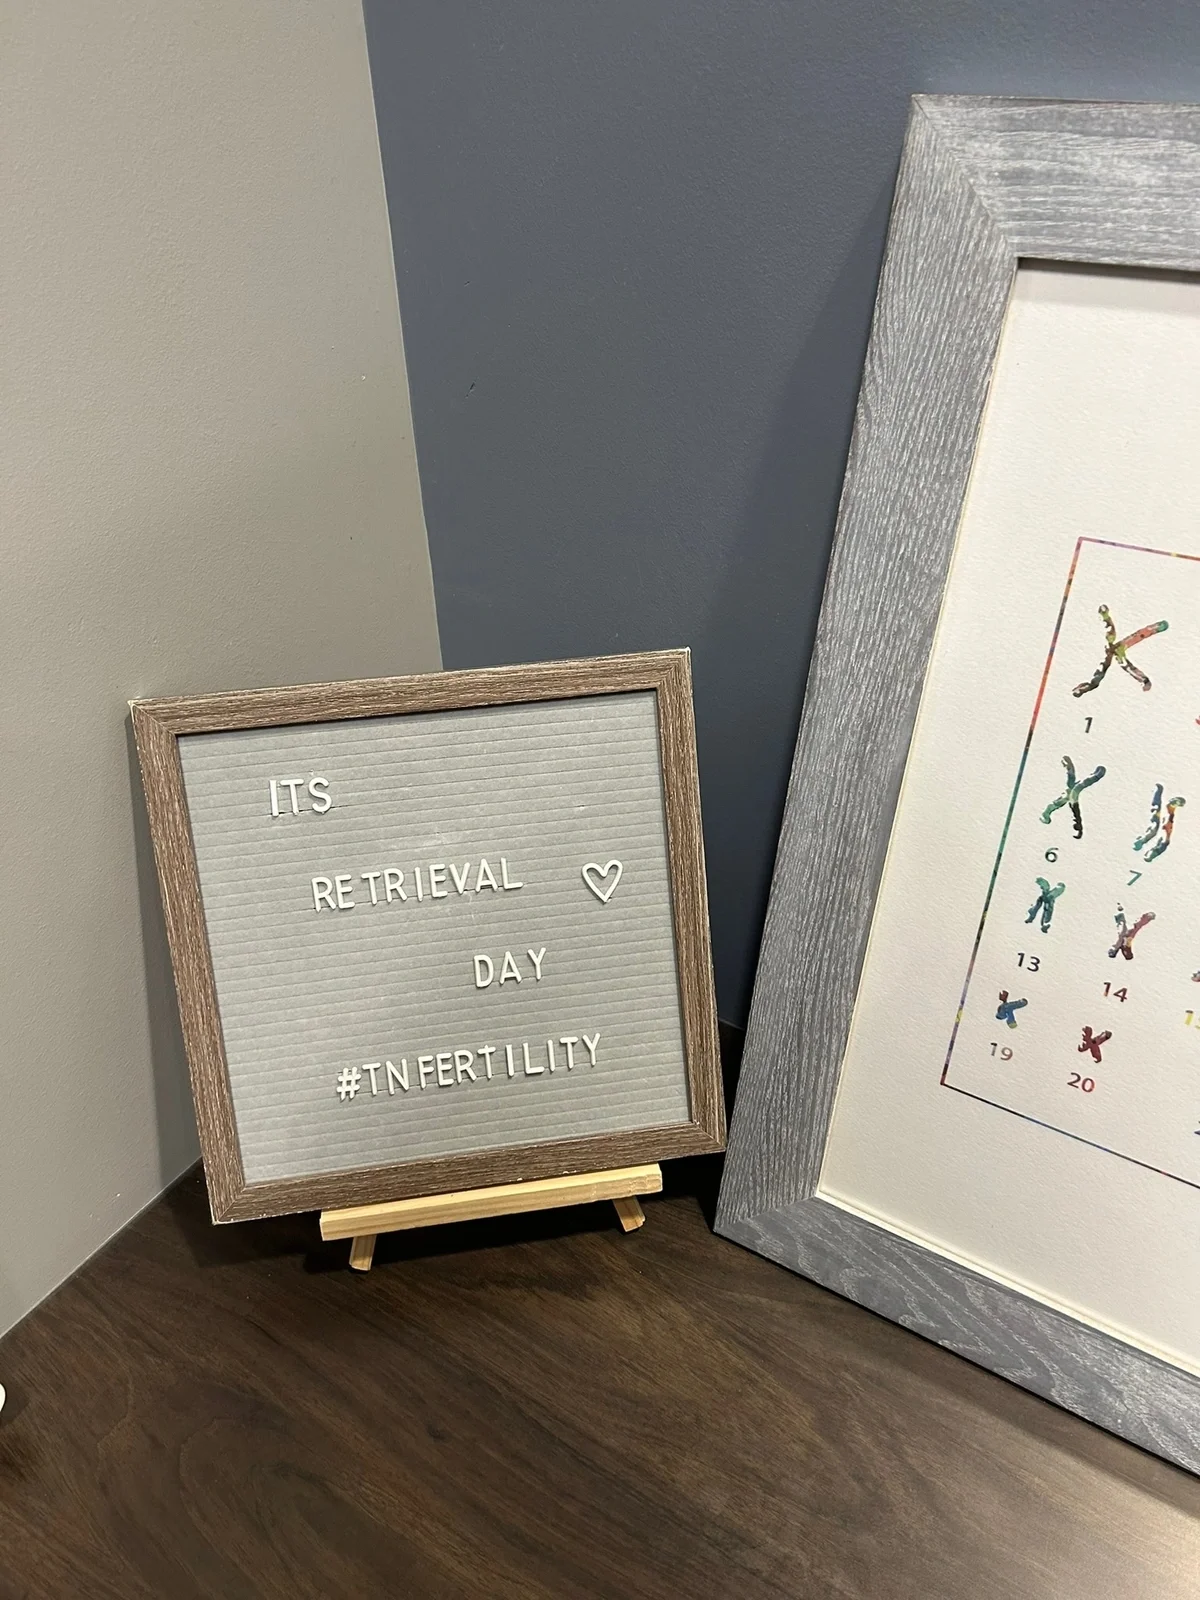 ITS
RETRIEVAL ♡
DAY
#TNFERTILITY
1
6 7
13 14
19 20